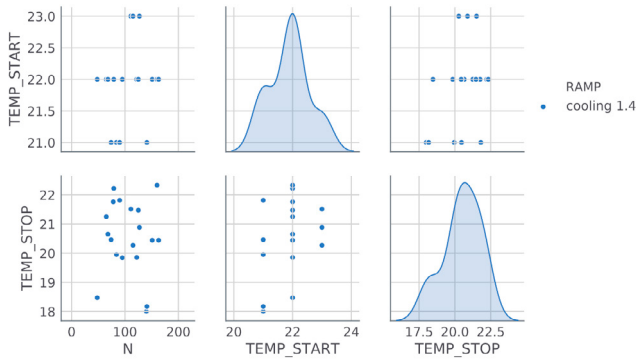 23.0
22.5
22.0
21.5
21.0
TEMP_START
RAMP
cooling 1.4
22
21
20
19
18
TEMP_STOP
0 100 200
N
20 22 24
TEMP_START
17.5 20.0 22.5
TEMP_STOP